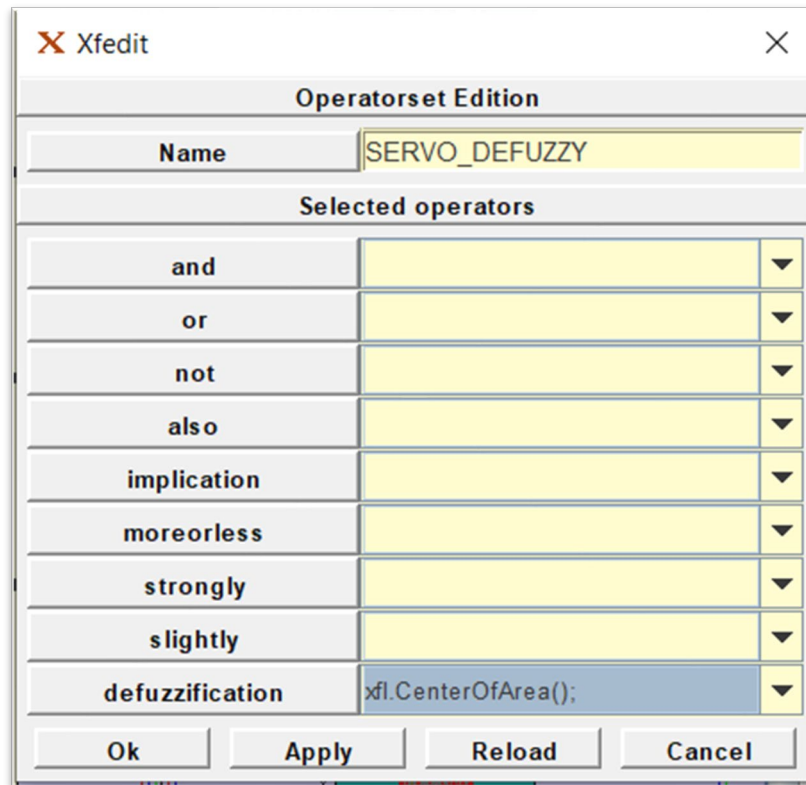 X Xfedit
Operatorset Edition
Name SERVO_DEFUZZY
Selected operators
and
or
not
also
implication
moreorless
strongly
slightly
defuzzification xfl.CenterOfArea();
Ok Apply Reload Cancel